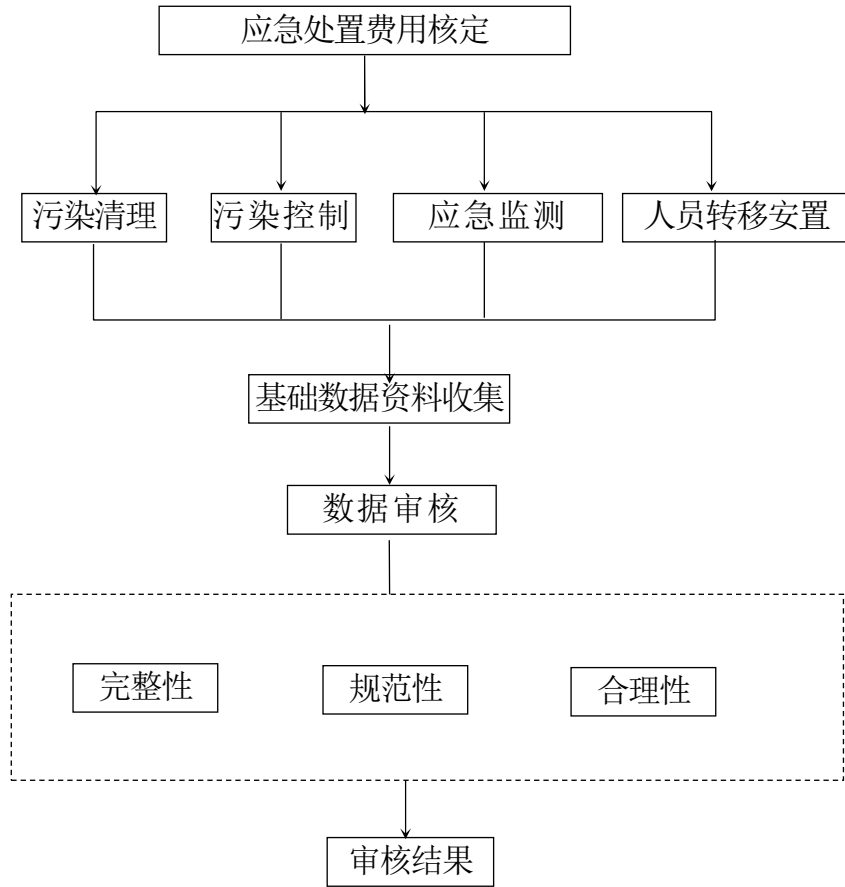 应急处置费用核定
污染清理
污染控制
应急监测
人员转移安置
基础数据资料收集
数据审核
完整性
规范性
合理性
审核结果